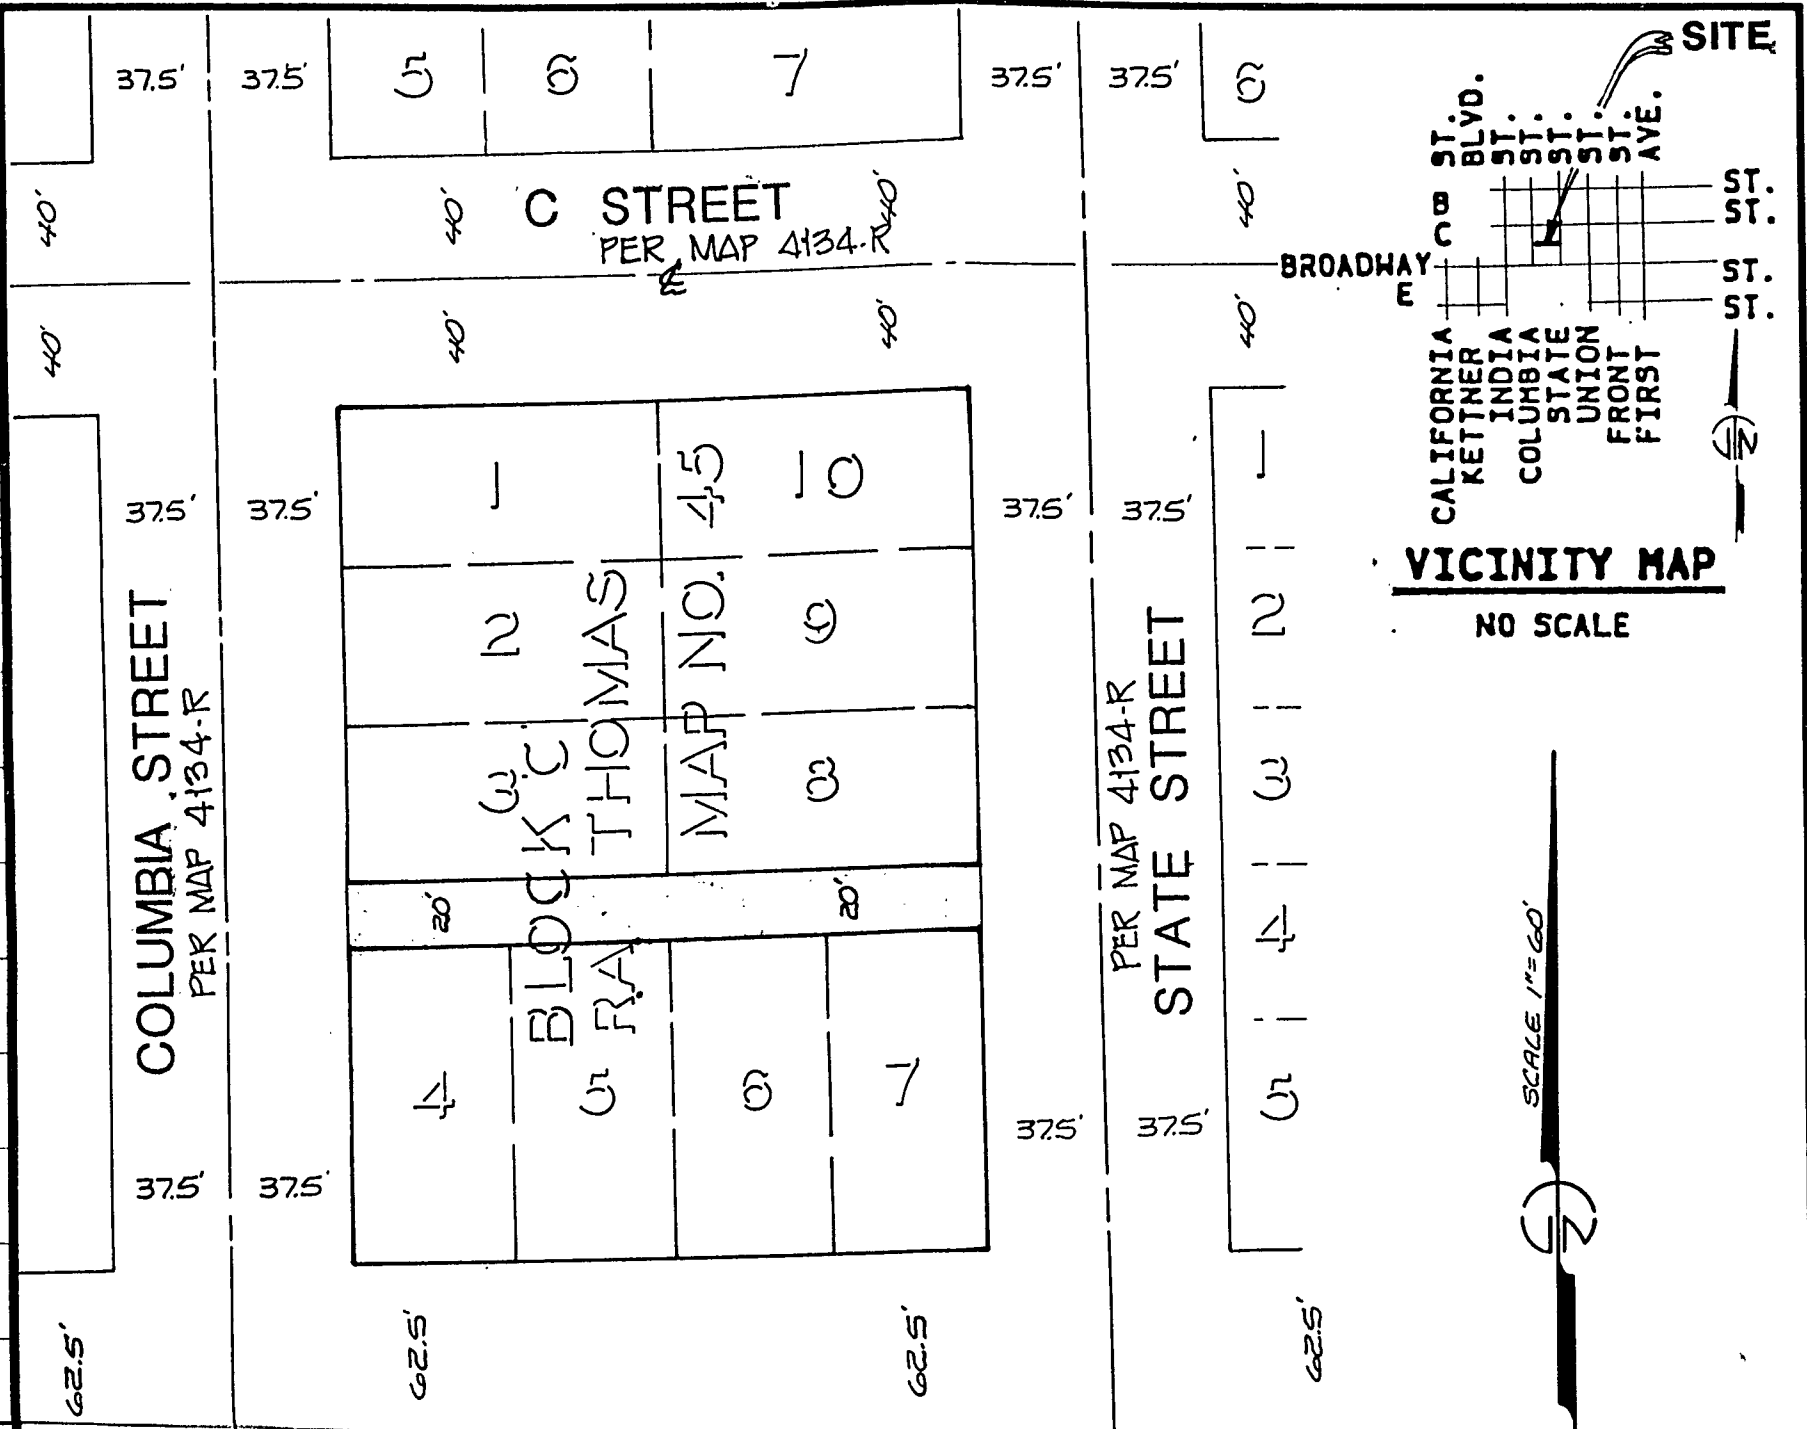 37.5' 37.5' 5 6 7 37.5' 37.5' 6
40' 40' C STREET 40' 40'
PER MAP 4134-R
℄
40' 40' 40' 40'
1 45 10 1
37.5' 37.5' 37.5' 37.5'
2 9 2
3 8 3
BLOCK C
RA THOMAS
MAP NO. 45
COLUMBIA STREET
PER MAP 4134-R
PER MAP 4134-R
STATE STREET
20' 20'
4
4 5 6 7 5
37.5' 37.5' 37.5' 37.5'
62.5' 62.5' 62.5' 62.5'
SITE
ST.
BLVD.
ST.
ST.
ST.
ST.
ST.
AVE.
B ST.
C ST.
BROADWAY ST.
E ST.
CALIFORNIA
KETTNER
INDIA
COLUMBIA
STATE
UNION
FRONT
FIRST
N
VICINITY MAP
NO SCALE
SCALE 1"=60'
N